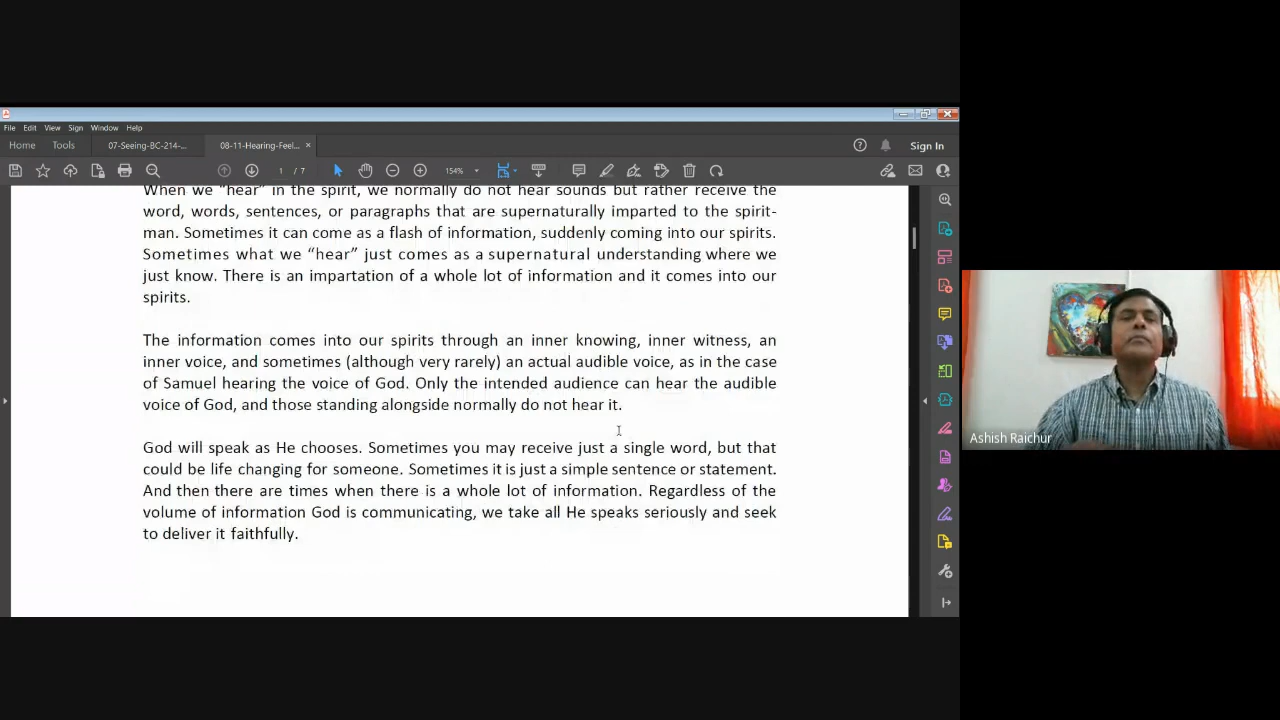 File Edit View Sign Window Help
Home Tools 07-Seeing-BC-214-... 08-11-Hearing-Feel... × Sign In
1 / 7 154%
When we “hear” in the spirit, we normally do not hear sounds but rather receive the
word, words, sentences, or paragraphs that are supernaturally imparted to the spirit-
man. Sometimes it can come as a flash of information, suddenly coming into our spirits.
Sometimes what we “hear” just comes as a supernatural understanding where we
just know. There is an impartation of a whole lot of information and it comes into our
spirits.
The information comes into our spirits through an inner knowing, inner witness, an
inner voice, and sometimes (although very rarely) an actual audible voice, as in the case
of Samuel hearing the voice of God. Only the intended audience can hear the audible
voice of God, and those standing alongside normally do not hear it.
God will speak as He chooses. Sometimes you may receive just a single word, but that
could be life changing for someone. Sometimes it is just a simple sentence or statement.
And then there are times when there is a whole lot of information. Regardless of the
volume of information God is communicating, we take all He speaks seriously and seek
to deliver it faithfully.
Ashish Raichur